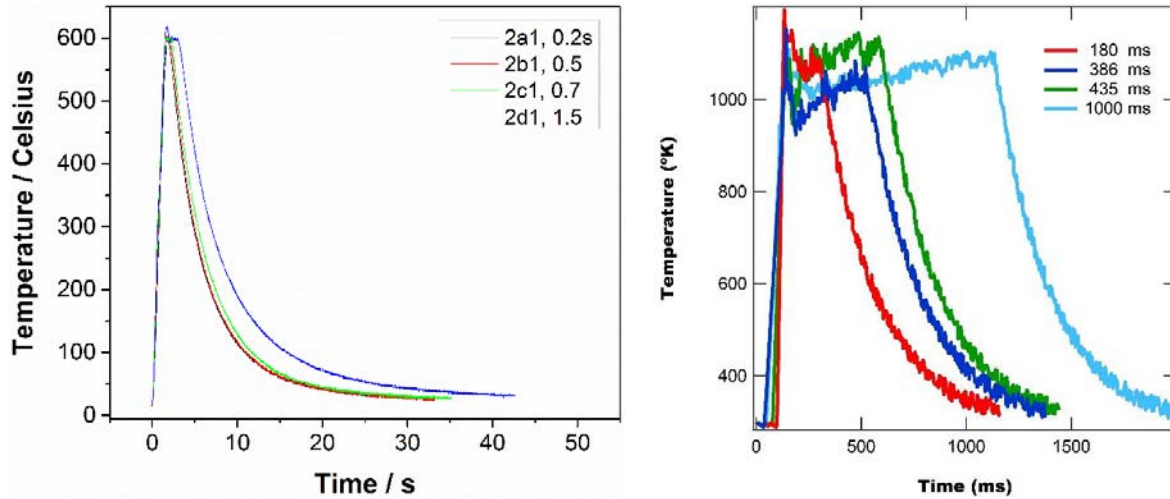 600
500
400
300
200
100
0
Temperature / Celsius
2a1, 0.2s
2b1, 0.5
2c1, 0.7
2d1, 1.5
0
10
20
30
40
50
Time / s
1000
800
600
400
Temperature (°K)
180 ms
386 ms
435 ms
1000 ms
0
500
1000
1500
Time (ms)